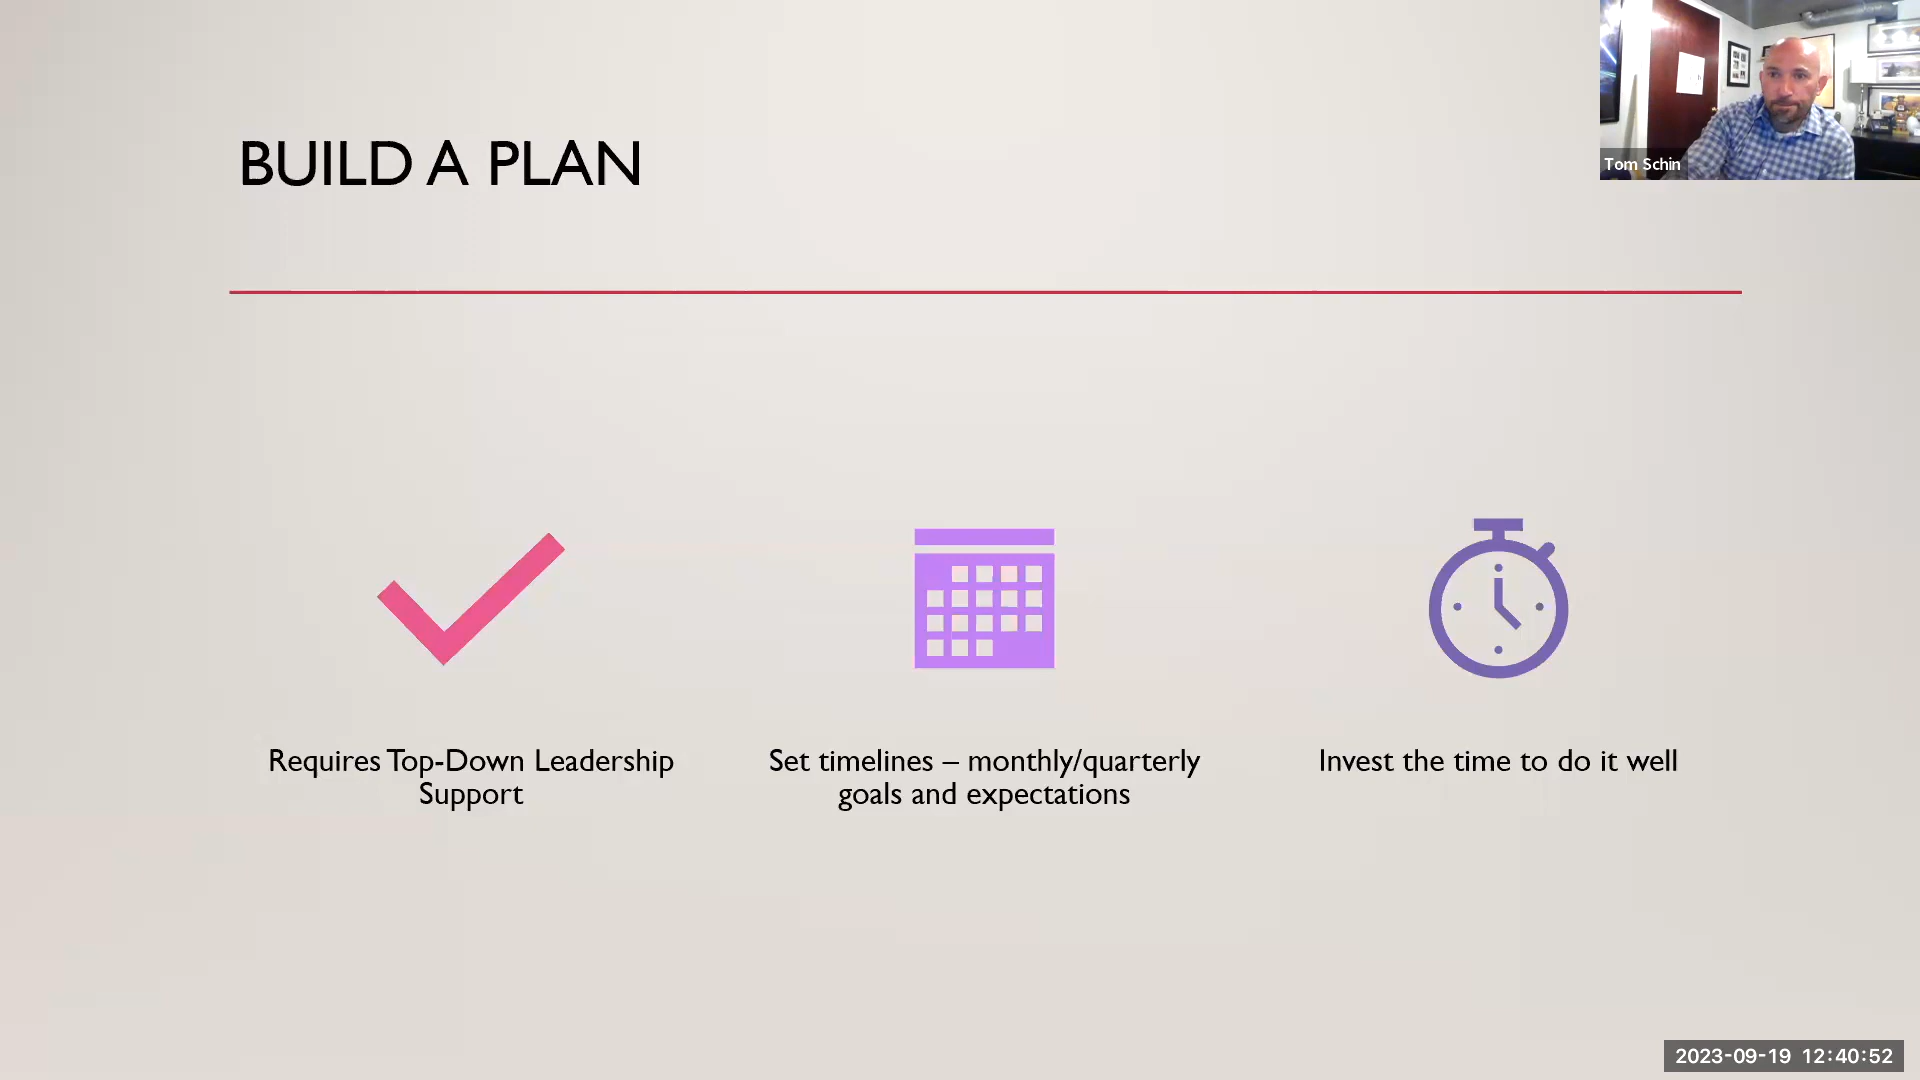 BUILD A PLAN
Tom Schin
Requires Top-Down Leadership
Support
Set timelines – monthly/quarterly
goals and expectations
Invest the time to do it well
2023-09-19 12:40:52